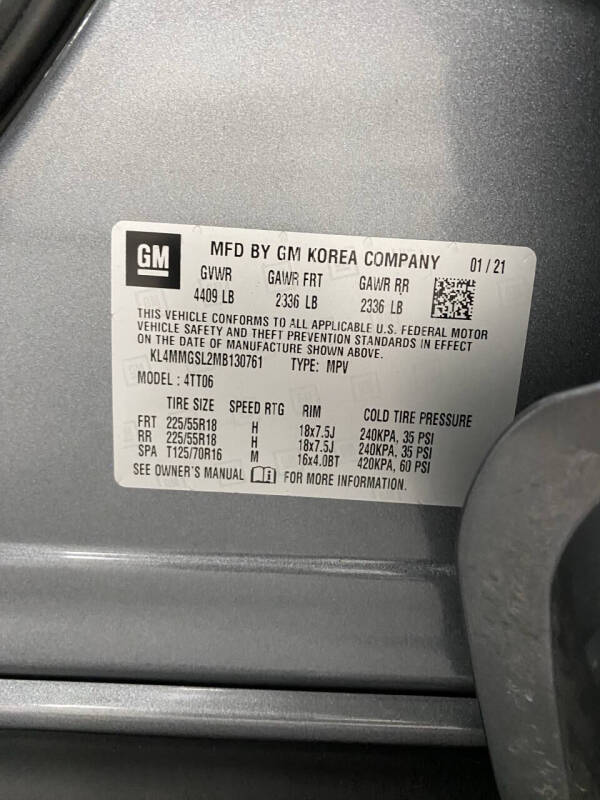 GM MFD BY GM KOREA COMPANY 01 / 21
GVWR GAWR FRT GAWR RR
4409 LB 2336 LB 2336 LB
THIS VEHICLE CONFORMS TO ALL APPLICABLE U.S. FEDERAL MOTOR
VEHICLE SAFETY AND THEFT PREVENTION STANDARDS IN EFFECT
ON THE DATE OF MANUFACTURE SHOWN ABOVE.
KL4MMGSL2MB130761 TYPE: MPV
MODEL : 4TT06
TIRE SIZE SPEED RTG RIM COLD TIRE PRESSURE
FRT 225/55R18 H 18x7.5J 240KPA, 35 PSI
RR 225/55R18 H 18x7.5J 240KPA, 35 PSI
SPA T125/70R16 M 16x4.0BT 420KPA, 60 PSI
SEE OWNER'S MANUAL FOR MORE INFORMATION.